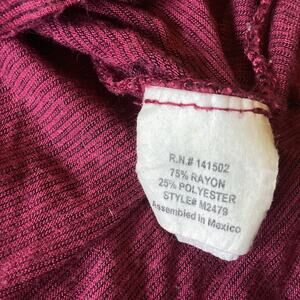 R.N.# 141502
75% RAYON
25% POLYESTER
STYLE# M2479
Assembled in Mexico